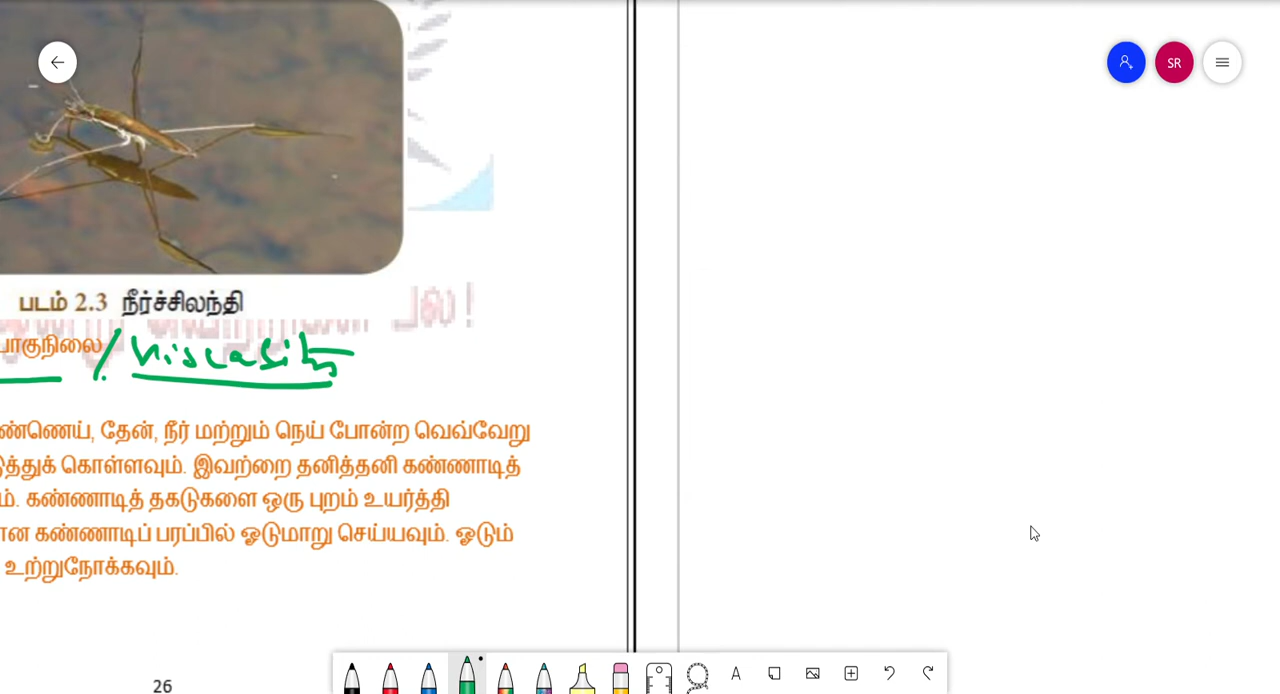 SR
படம் 2.3 நீர்ச்சிலந்தி
பல!
பாகுநிலை / Viscosity
ண்ணெய், தேன், நீர் மற்றும் நெய் போன்ற வெவ்வேறு
த்துக் கொள்ளவும். இவற்றை தனித்தனி கண்ணாடித்
ம். கண்ணாடித் தகடுகளை ஒரு புறம் உயர்த்தி
ான கண்ணாடிப் பரப்பில் ஓடுமாறு செய்யவும். ஓடும்
உற்றுநோக்கவும்.
26
A